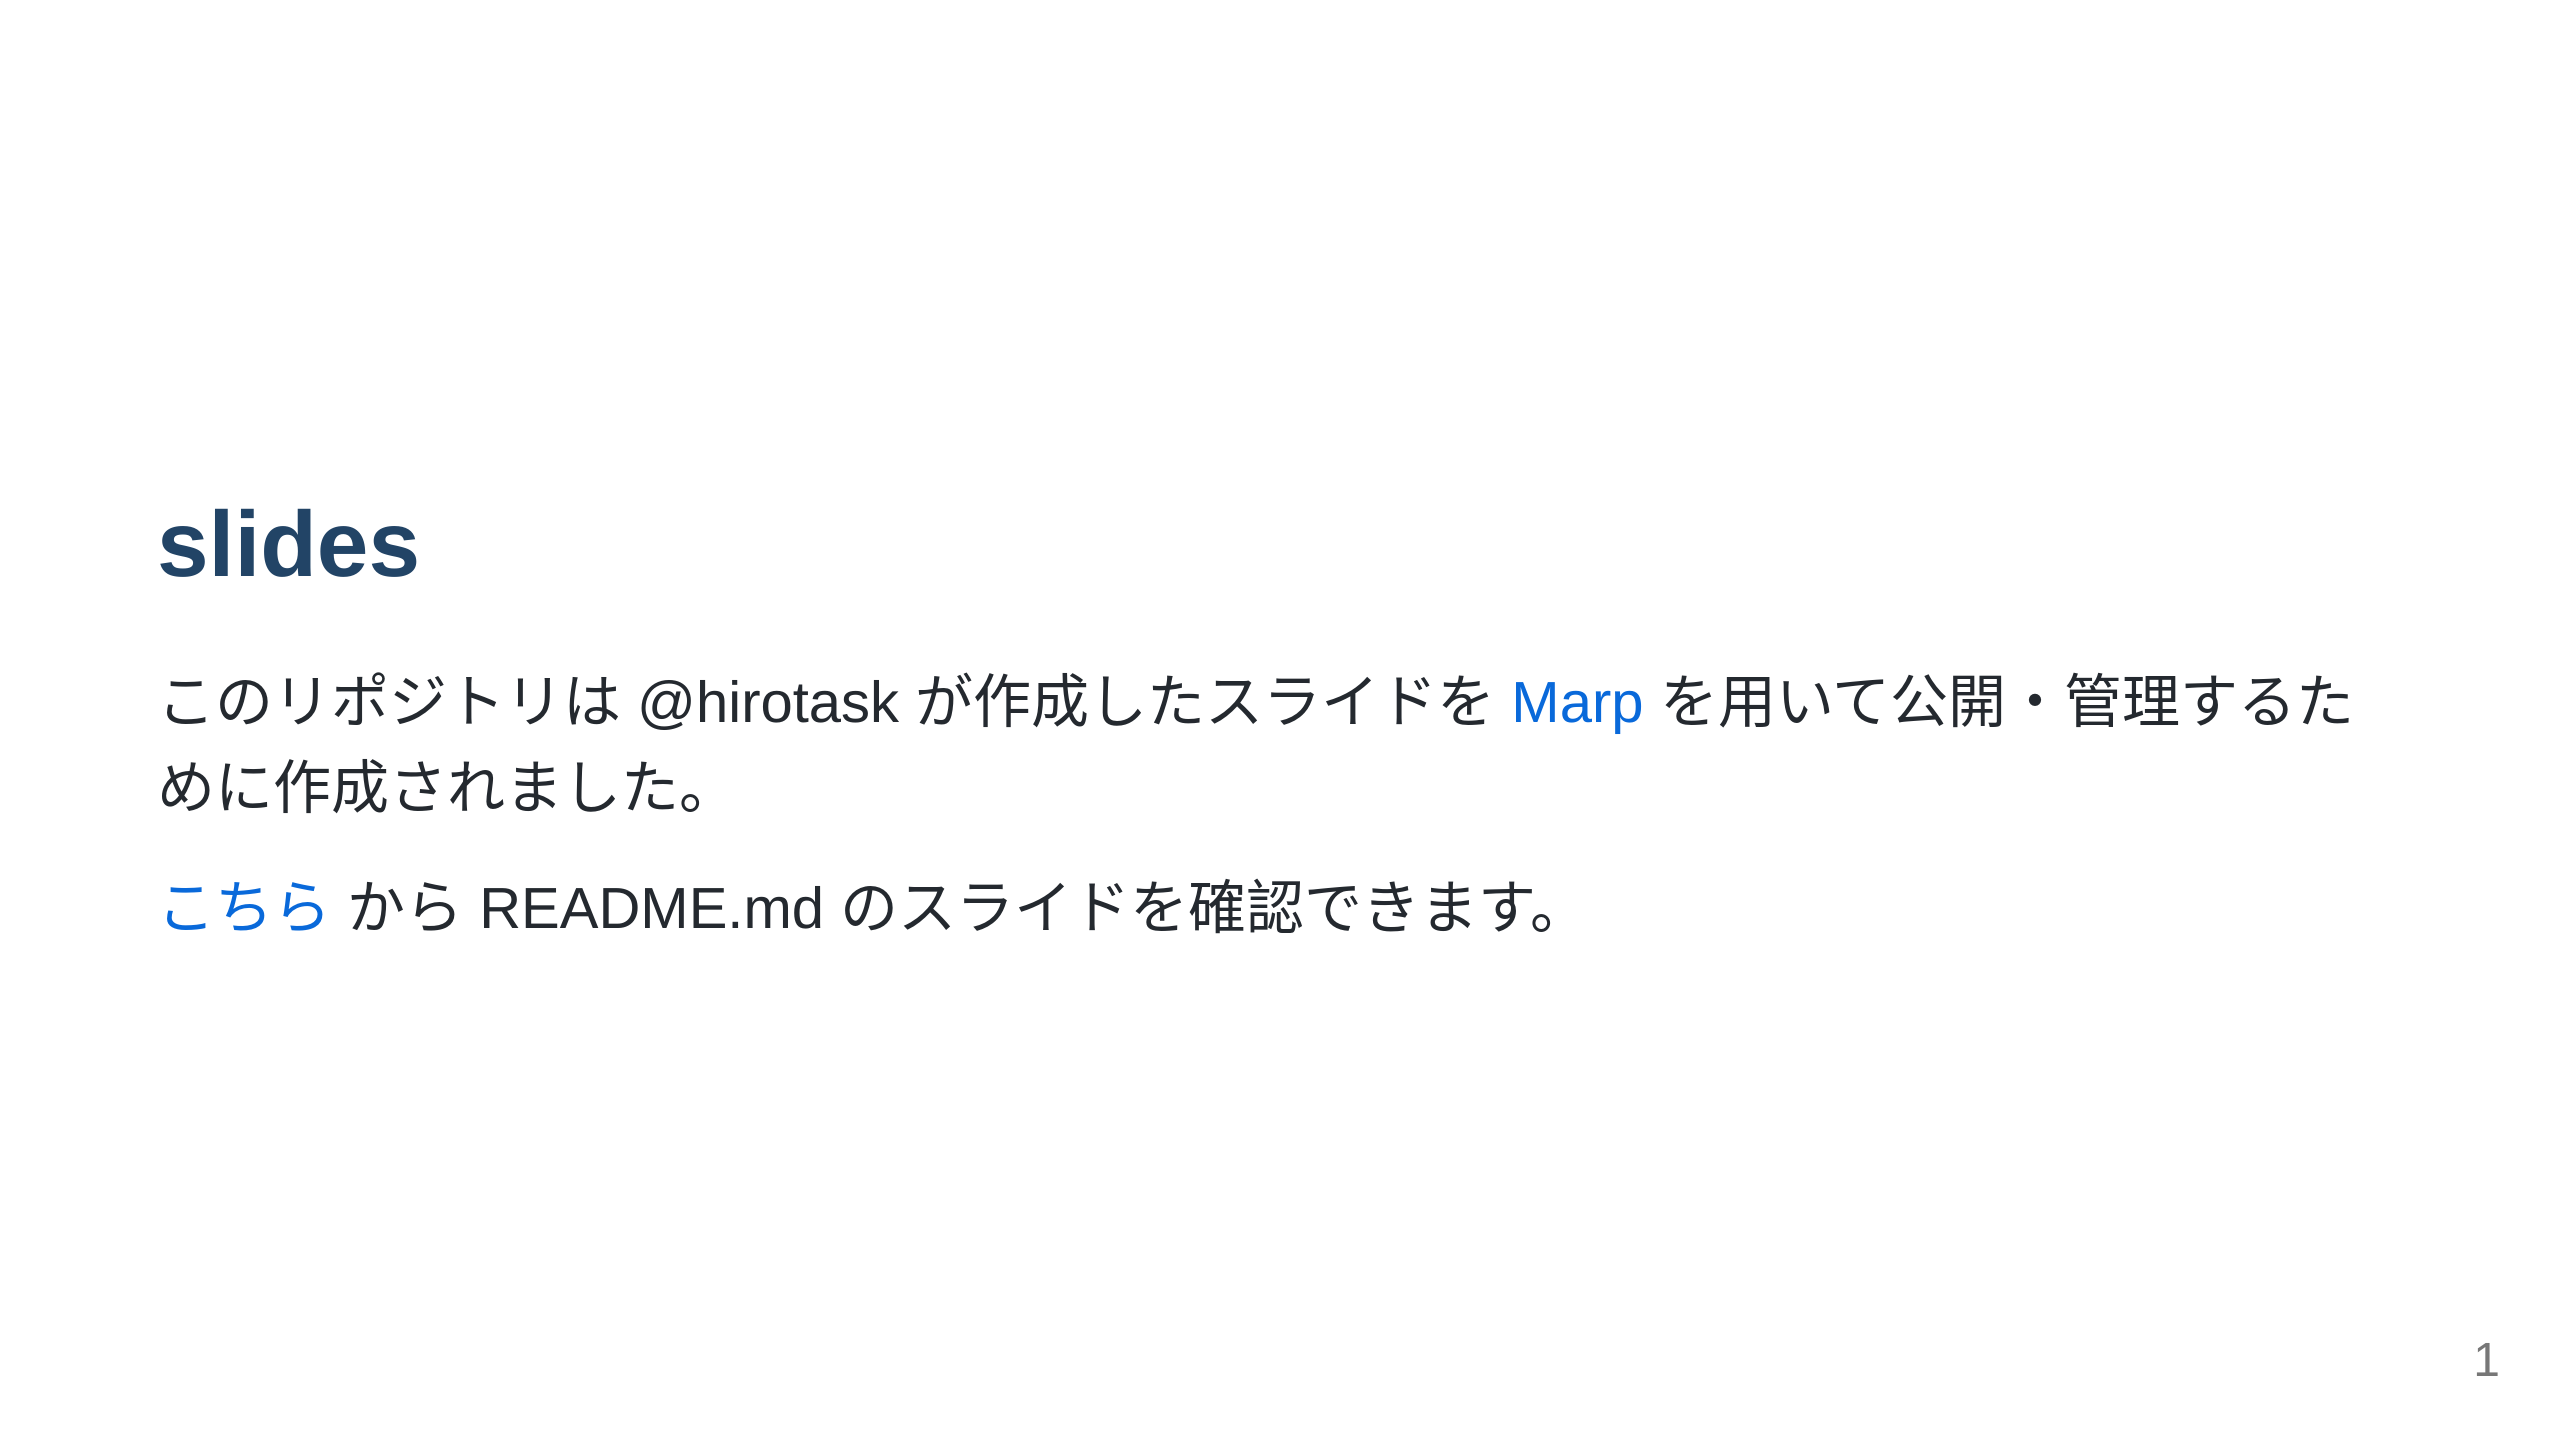 slides
このリポジトリは @hirotask が作成したスライドを Marp を用いて公開・管理するた
めに作成されました。
こちら から README.md のスライドを確認できます。
1